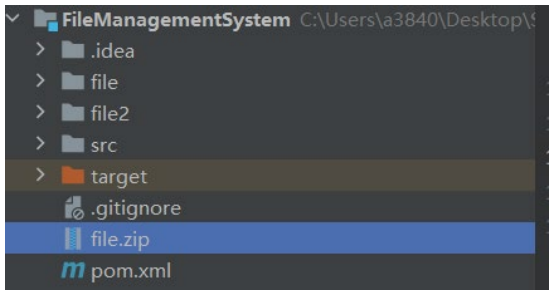 FileManagementSystem C:\Users\a3840\Desktop\
.idea
file
file2
src
target
.gitignore
file.zip
m pom.xml